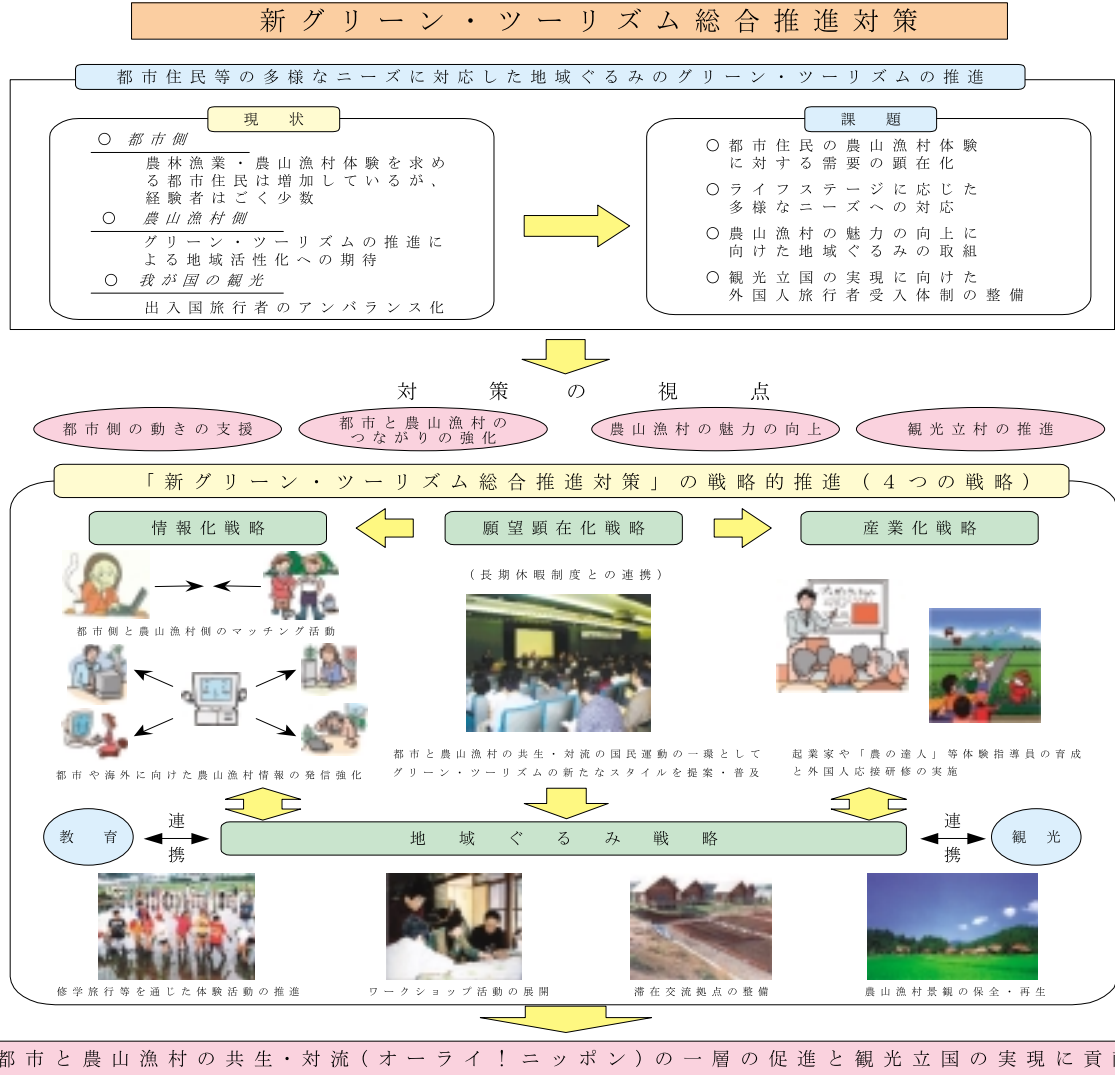 新グリーン・ツーリズム総合推進対策
都市住民等の多様なニーズに対応した地域ぐるみのグリーン・ツーリズムの推進
現状
○ 都市側
農林漁業・農山漁村体験を求め
る都市住民は増加しているが、
経験者はごく少数
○ 農山漁村側
グリーン・ツーリズムの推進に
よる地域活性化への期待
○ 我が国の観光
出入国旅行者のアンバランス化
課題
○都市住民の農山漁村体験
に対する需要の顕在化
○ライフステージに応じた
多様なニーズへの対応
○農山漁村の魅力の向上に
向けた地域ぐるみの取組
○観光立国の実現に向けた
外国人旅行者受入体制の整備
対策の視点
都市側の動きの支援
都市と農山漁村の
つながりの強化
農山漁村の魅力の向上
観光立村の推進
「新グリーン・ツーリズム総合推進対策」の戦略的推進(4つの戦略)
情報化戦略
願望顕在化戦略
産業化戦略
(長期休暇制度との連携)
都市側と農山漁村側のマッチング活動
都市や海外に向けた農山漁村情報の発信強化
都市と農山漁村の共生・対流の国民運動の一環として
グリーン・ツーリズムの新たなスタイルを提案・普及
起業家や「農の達人」等体験指導員の育成
と外国人応接研修の実施
教育
連携
地域ぐるみ戦略
連携
観光
修学旅行等を通じた体験活動の推進
ワークショップ活動の展開
滞在交流拠点の整備
農山漁村景観の保全・再生
都市と農山漁村の共生・対流(オーライ!ニッポン)の一層の促進と観光立国の実現に貢